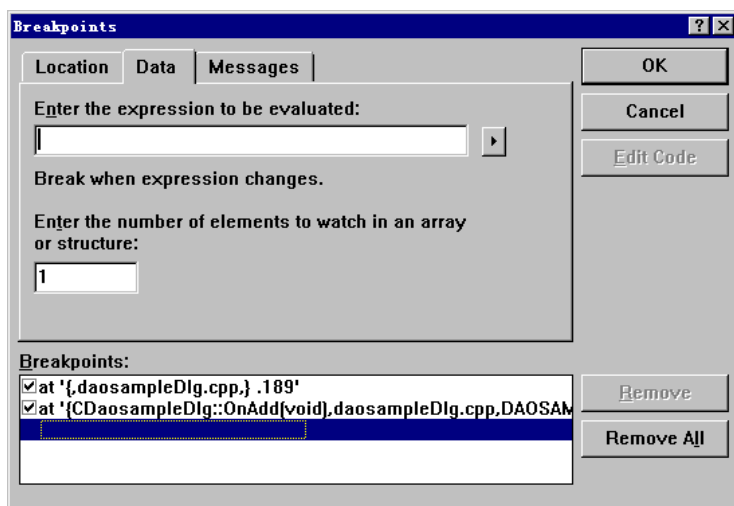 Breakpoints
Location Data Messages
OK
Enter the expression to be evaluated:
Cancel
Edit Code
Break when expression changes.
Enter the number of elements to watch in an array
or structure:
1
Breakpoints:
at '{,daosampleDlg.cpp,} .189'
at '{CDaosampleDlg::OnAdd(void),daosampleDlg.cpp,DAOSAM
Remove
Remove All